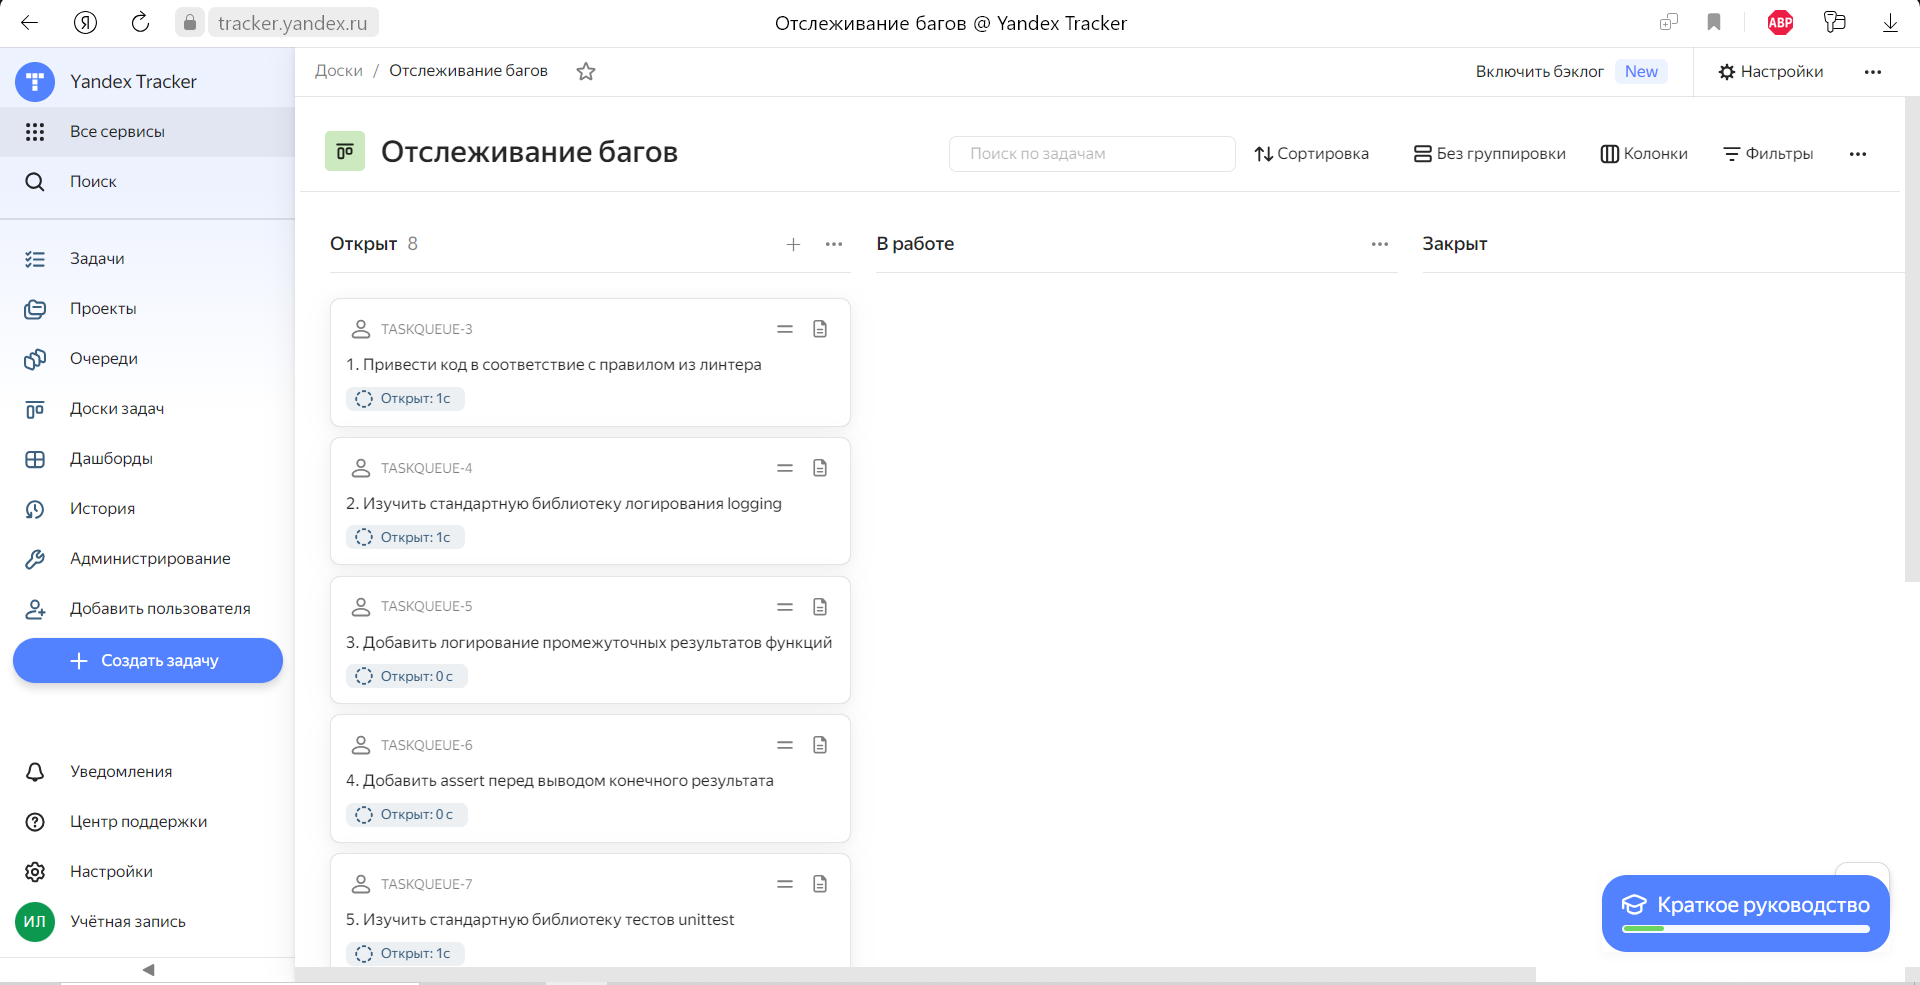 tracker.yandex.ru
Отслеживание багов @ Yandex Tracker
ABP
Yandex Tracker
Все сервисы
Поиск
Задачи
Проекты
Очереди
Доски задач
Дашборды
История
Администрирование
Добавить пользователя
Создать задачу
Уведомления
Центр поддержки
Настройки
ИЛ Учётная запись
Доски / Отслеживание багов
Включить бэклог New
Настройки
Отслеживание багов
Поиск по задачам
Сортировка
Без группировки
Колонки
Фильтры
Открыт 8
TASKQUEUE-3
1. Привести код в соответствие с правилом из линтера
Открыт: 1с
TASKQUEUE-4
2. Изучить стандартную библиотеку логирования logging
Открыт: 1с
TASKQUEUE-5
3. Добавить логирование промежуточных результатов функций
Открыт: 0 с
TASKQUEUE-6
4. Добавить assert перед выводом конечного результата
Открыт: 0 с
TASKQUEUE-7
5. Изучить стандартную библиотеку тестов unittest
Открыт: 1с
В работе
Закрыт
Краткое руководство